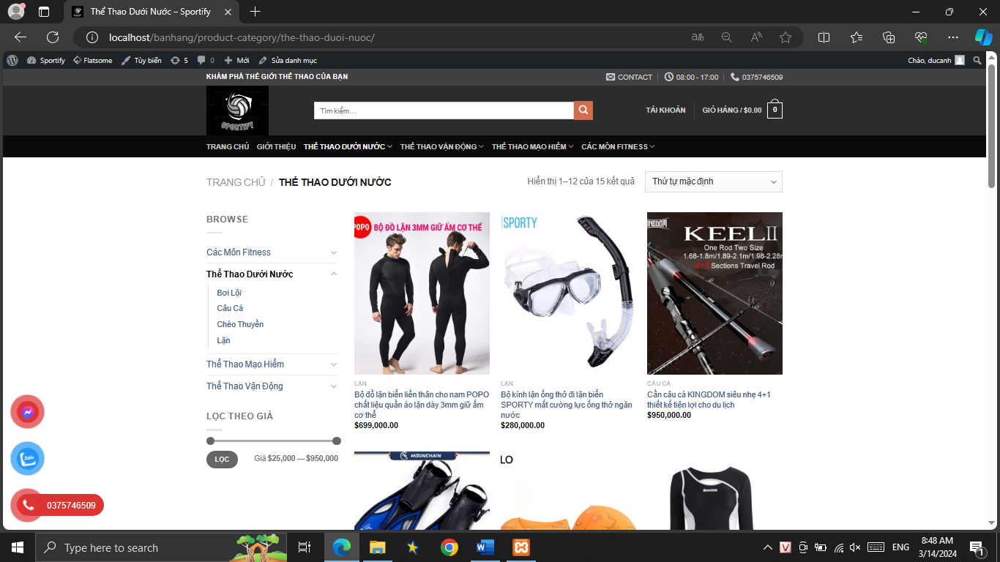 Thể Thao Dưới Nước – Sportify
localhost/banhang/product-category/the-thao-duoi-nuoc/
Sportify Flatsome Tùy biến 5 0 Mới Sửa danh mục Chào, ducanh
KHÁM PHÁ THẾ GIỚI THỂ THAO CỦA BẠN CONTACT 08:00 - 17:00 0375746509
SPORTIFY
Tìm kiếm...
TÀI KHOẢN GIỎ HÀNG / $0.00 0
TRANG CHỦ GIỚI THIỆU THỂ THAO DƯỚI NƯỚC THỂ THAO VẬN ĐỘNG THỂ THAO MẠO HIỂM CÁC MÔN FITNESS
TRANG CHỦ / THỂ THAO DƯỚI NƯỚC
Hiển thị 1–12 của 15 kết quả Thứ tự mặc định
BROWSE
Các Môn Fitness
Thể Thao Dưới Nước
Bơi Lội
Câu Cá
Chèo Thuyền
Lặn
Thể Thao Mạo Hiểm
Thể Thao Vận Động
LỌC THEO GIÁ
LỌC Giá $25,000 — $950,000
0375746509
POPO BỘ ĐỒ LẶN 3MM GIỮ ẤM CƠ THỂ
LẶN
Bộ đồ lặn biển liền thân cho nam POPO
chất liệu quần áo lặn dày 3mm giữ ấm
cơ thể
$699,000.00
SPORTY
LẶN
Bộ kính lặn ống thở đi lặn biển
SPORTY mắt cường lực ống thở ngăn
nước
$280,000.00
KINGDOM
KEEL II
One Rod Two Size
1.68-1.8m/1.89-2.1m/1.98-2.28m
Sections Travel Rod
CÂU CÁ
Cần câu cá KINGDOM siêu nhẹ 4+1
thiết kế tiện lợi cho du lịch
$950,000.00
MOUNCHAIN
LO
Type here to search
ENG
8:48 AM
3/14/2024
1